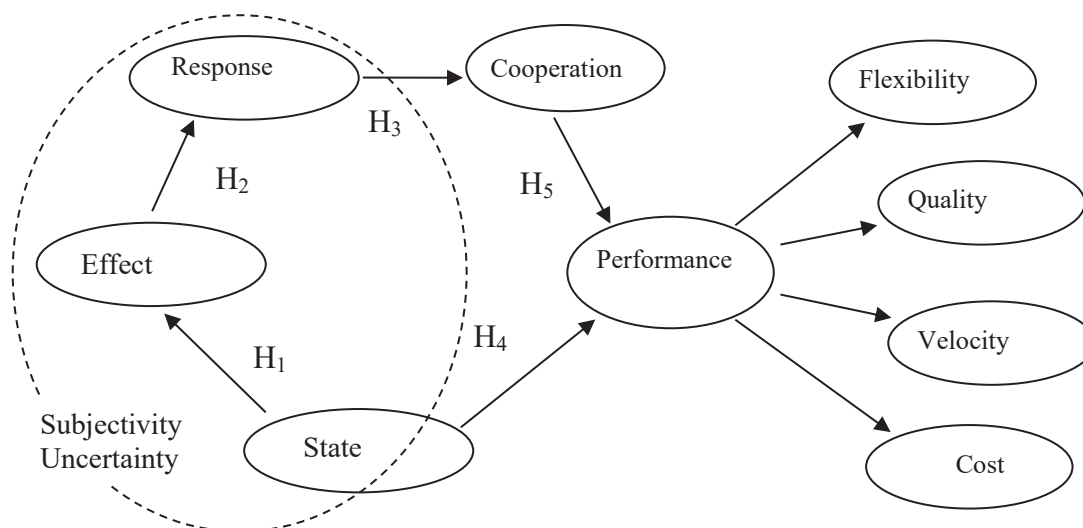 Response
Cooperation
Flexibility
H₃
H₂
H₅
Quality
Effect
Performance
H₁
H₄
Velocity
Subjectivity
Uncertainty
State
Cost